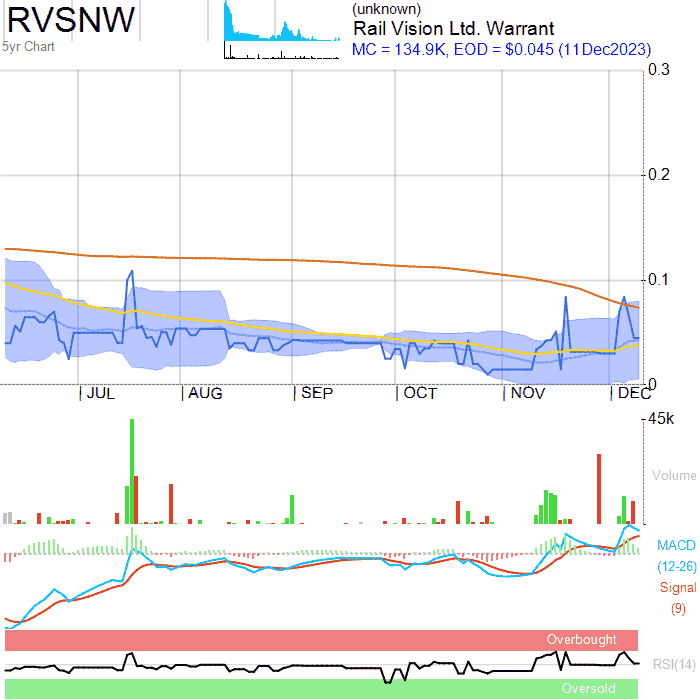 RVSNW
5yr Chart
(unknown)
Rail Vision Ltd. Warrant
MC = 134.9K, EOD = $0.045 (11Dec2023)
0.3
0.2
0.1
0
JUL AUG SEP OCT NOV DEC
45k
Volume
MACD
(12-26)
Signal
(9)
Overbought
RSI(14)
Oversold